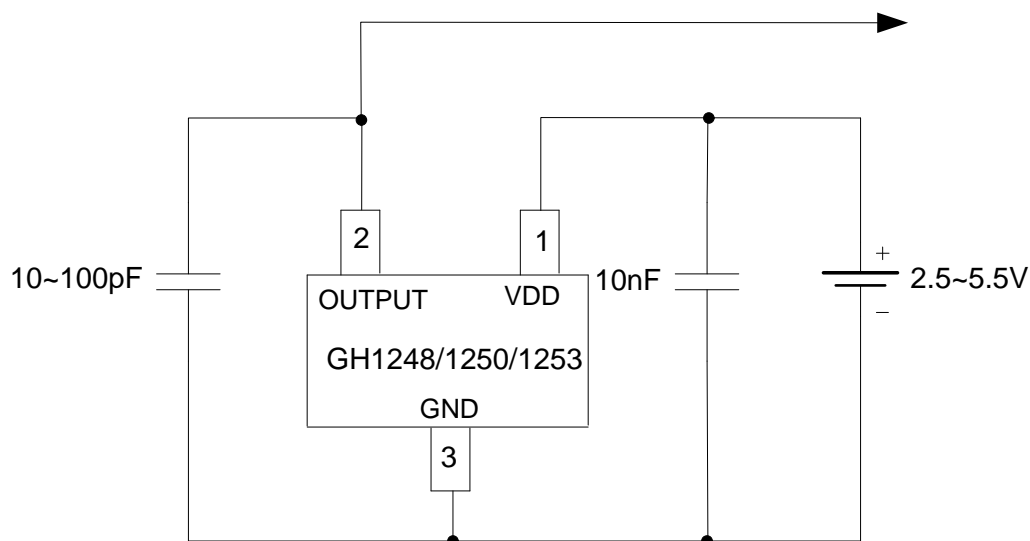 2
1
10~100pF
OUTPUT
VDD
10nF
+
2.5~5.5V
−
GH1248/1250/1253
GND
3